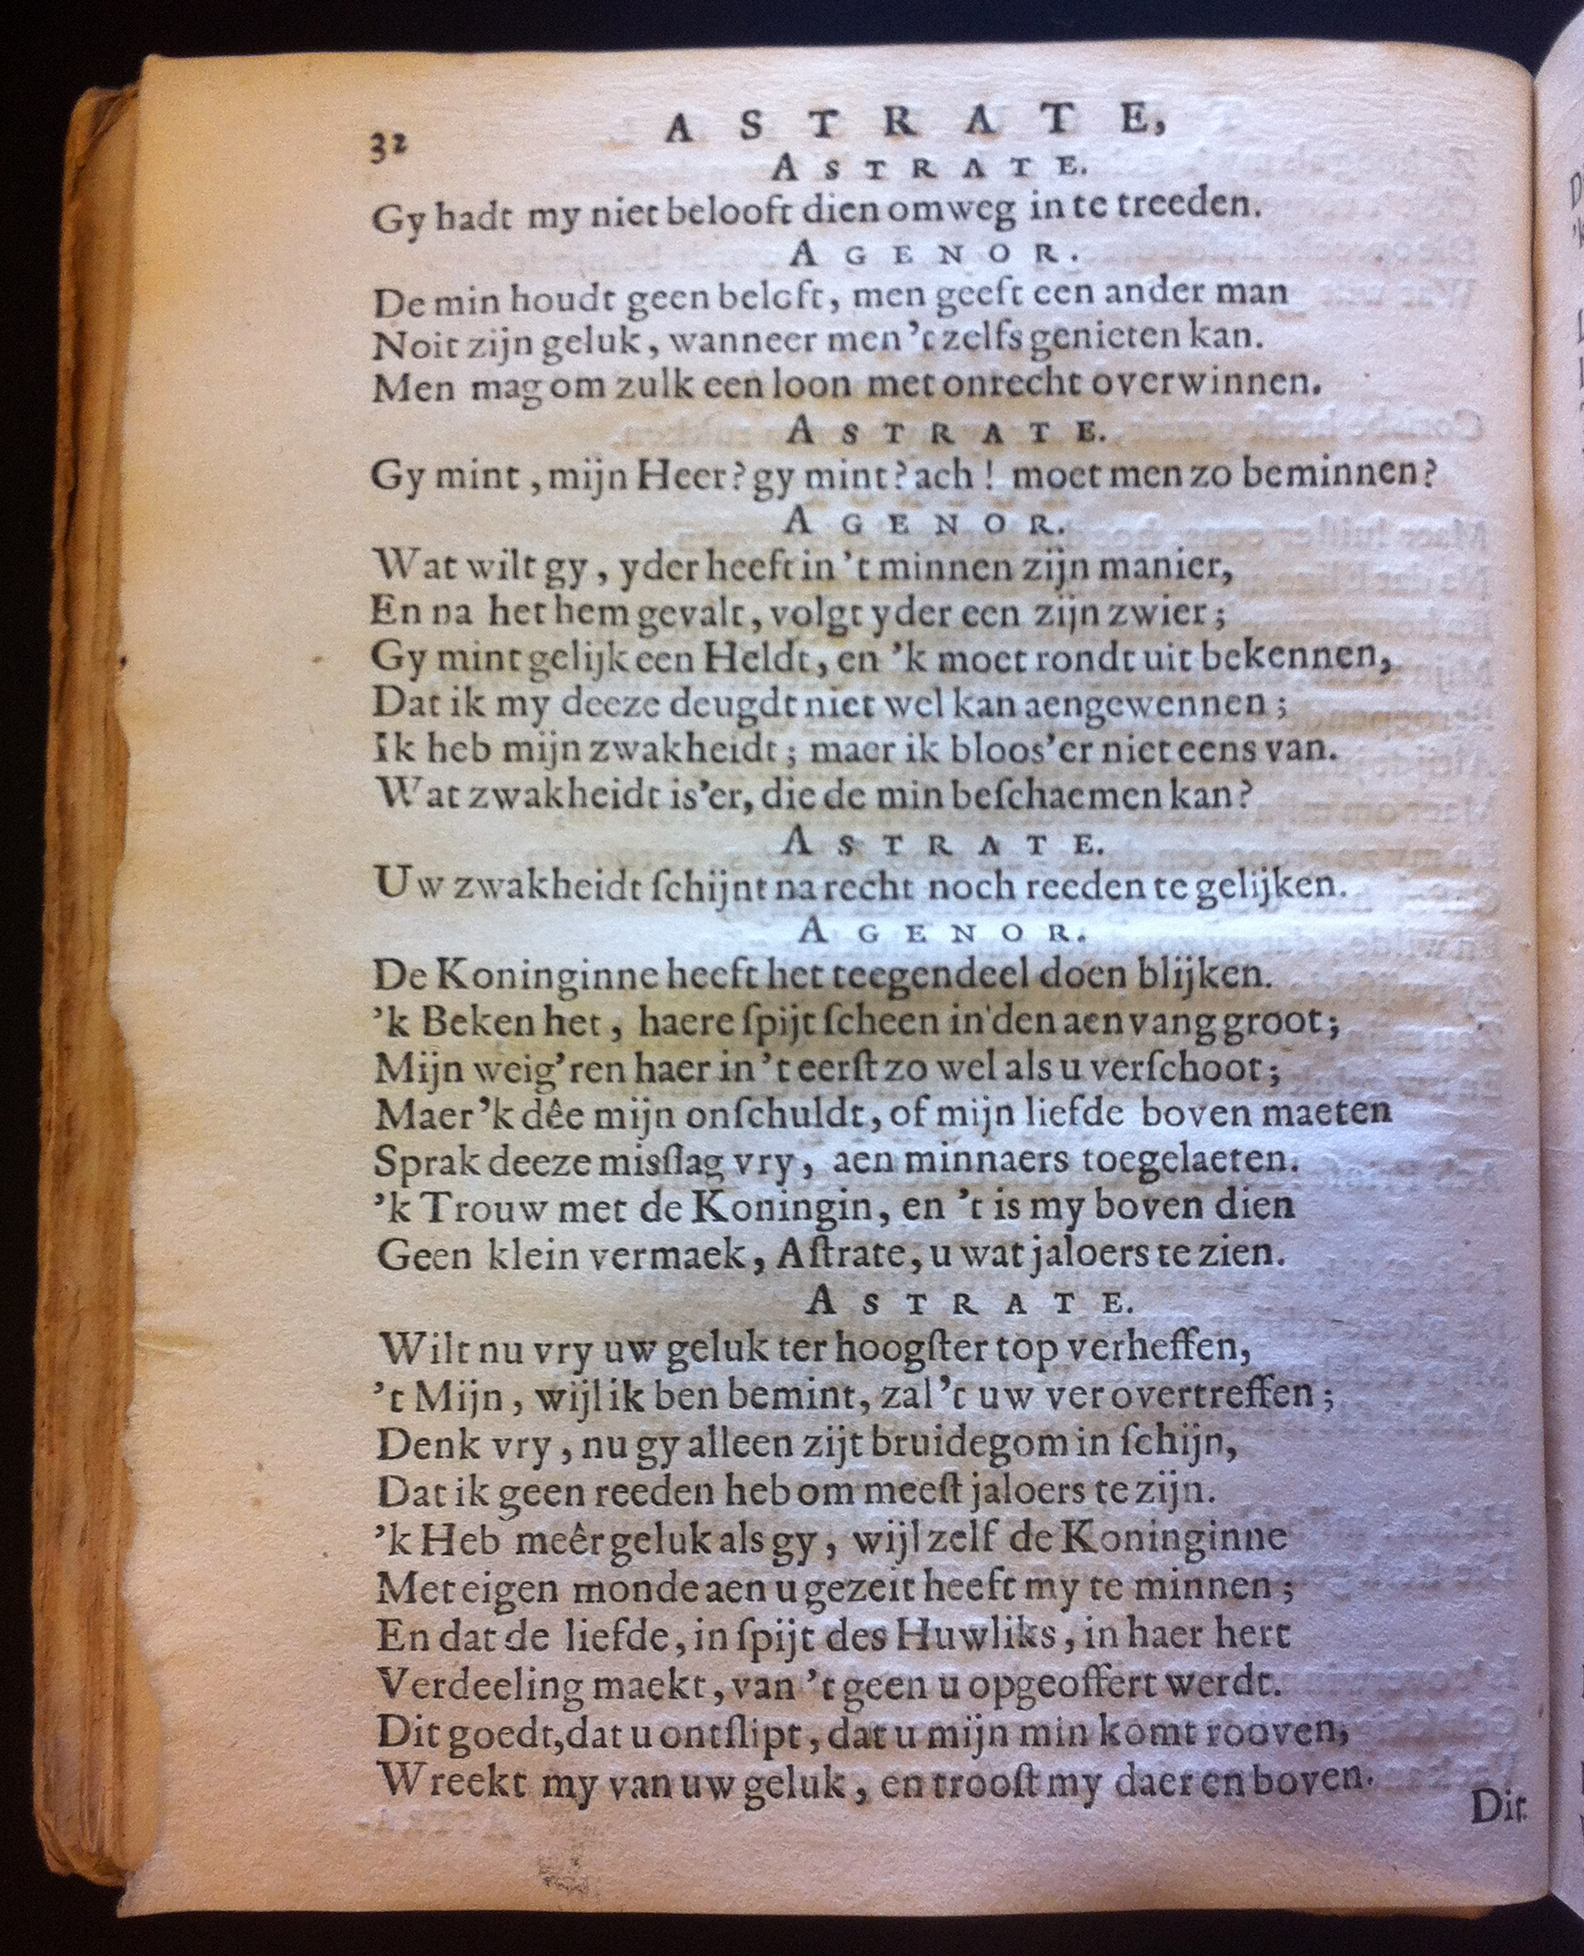 32 ASTRATE,
ASTRATE.
Gy hadt my niet belooft dien omweg in te treeden.
AGENOR.
De min houdt geen beloft, men geeft een ander man
Noit zijn geluk, wanneer men 't zelfs genieten kan.
Men mag om zulk een loon met onrecht overwinnen.
ASTRATE.
Gy mint, mijn Heer? gy mint? ach! moet men zo beminnen?
AGENOR.
Wat wilt gy, yder heeft in 't minnen zijn manier,
En na het hem gevalt, volgt yder een zijn zwier;
Gy mint gelijk een Heldt, en 'k moet rondt uit bekennen,
Dat ik my deeze deugdt niet wel kan aengewennen;
Ik heb mijn zwakheidt; maer ik bloos'er niet eens van.
Wat zwakheidt is'er, die de min beſchaemen kan?
ASTRATE.
Uw zwakheidt ſchijnt na recht noch reeden te gelijken.
AGENOR.
De Koninginne heeft het teegendeel doen blijken.
'k Beken het, haere ſpijt ſcheen in den aenvang groot;
Mijn weig'ren haer in 't eerſt zo wel als u verſchoot;
Maer 'k dêe mijn onſchuldt, of mijn liefde boven maeten
Sprak deeze misſlag vry, aen minnaers toegelaeten.
'k Trouw met de Koningin, en 't is my boven dien
Geen klein vermaek, Aſtrate, u wat jaloers te zien.
ASTRATE.
Wilt nu vry uw geluk ter hoogſter top verheffen,
't Mijn, wijl ik ben bemint, zal 't uw ver overtreffen;
Denk vry, nu gy alleen zijt bruidegom in ſchijn,
Dat ik geen reeden heb om meeſt jaloers te zijn.
'k Heb meêr geluk als gy, wijl zelf de Koninginne
Met eigen monde aen u gezeit heeft my te minnen;
En dat de liefde, in ſpijt des Huwliks, in haer hert
Verdeeling maekt, van 't geen u opgeoffert werdt.
Dit goedt, dat u ontſlipt, dat u mijn min komt rooven,
Wreekt my van uw geluk, en trooſt my daer en boven.
Dit